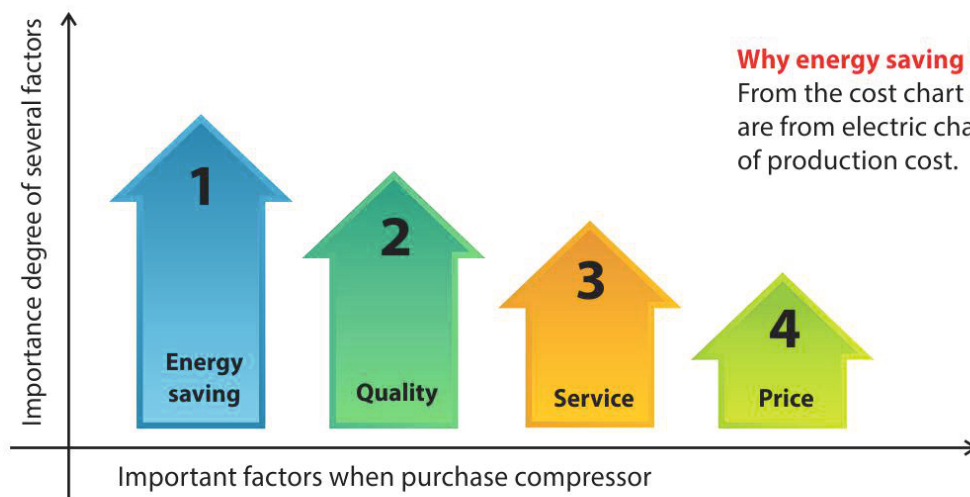 Importance degree of several factors
Why energy saving
From the cost chart
are from electric cha
of production cost.
1
Energy
saving
2
Quality
3
Service
4
Price
Important factors when purchase compressor